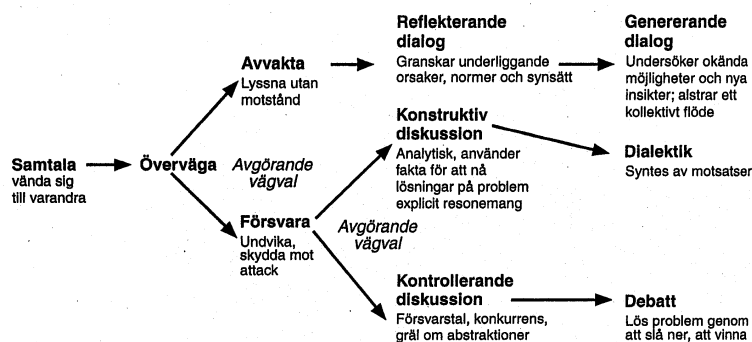 Samtala
vända sig
till varandra
Överväga
Avgörande
vägval
Avvakta
Lyssna utan
motstånd
Försvara
Undvika,
skydda mot
attack
Avgörande
vägval
Reflekterande
dialog
Granskar underliggande
orsaker, normer och synsätt
Genererande
dialog
Undersöker okända
möjligheter och nya
insikter; alstrar ett
kollektivt flöde
Konstruktiv
diskussion
Analytisk, använder
fakta för att nå
lösningar på problem
explicit resonemang
Dialektik
Syntes av motsatser
Kontrollerande
diskussion
Försvarstal, konkurrens,
gräl om abstraktioner
Debatt
Lös problem genom
att slå ner, att vinna